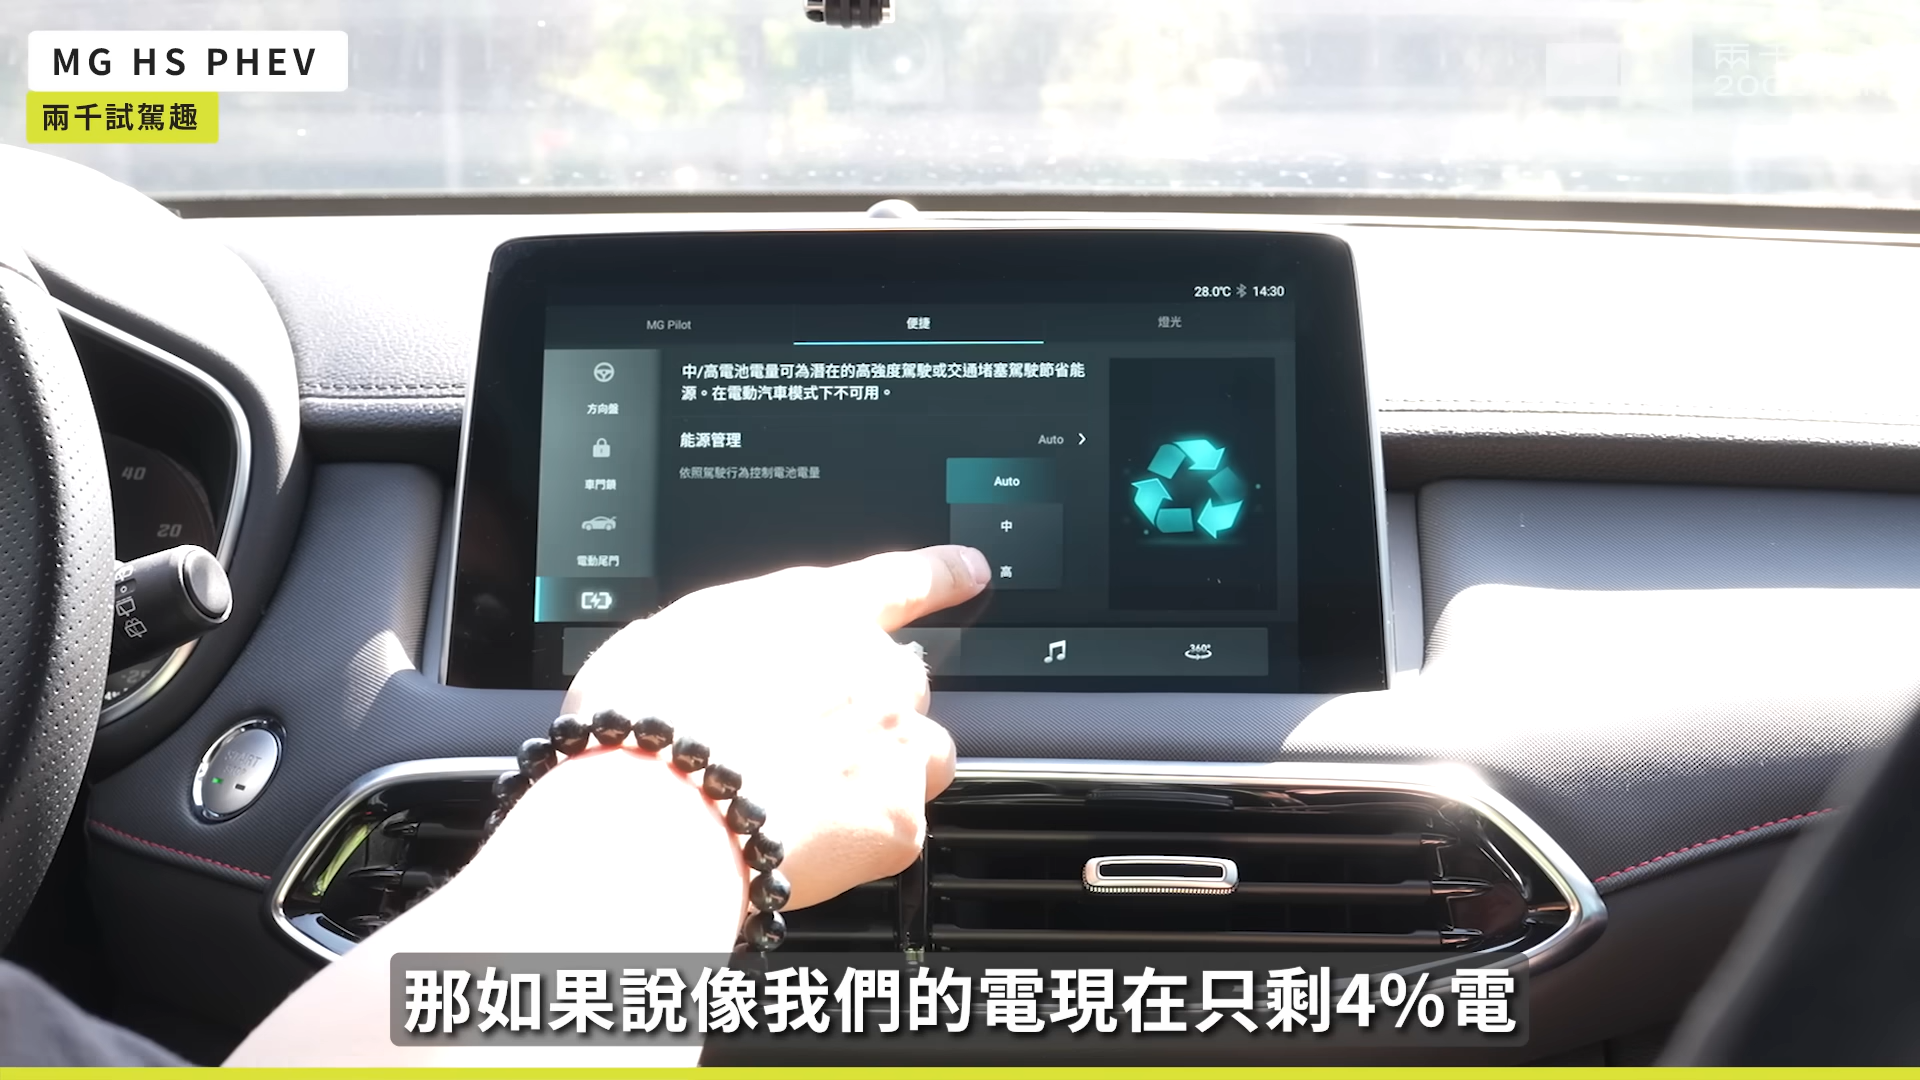 MG HS PHEV
兩千試駕趣
28.0℃ 14:30
MG Pilot
便捷
燈光
方向盤
車門鎖
電動尾門
中/高電池電量可為潛在的高強度駕駛或交通堵塞駕駛節省能
源。在電動汽車模式下不可用。
能源管理
Auto
依照駕駛行為控制電池電量
Auto
中
高
360°
40
20
START
那如果說像我們的電現在只剩4%電